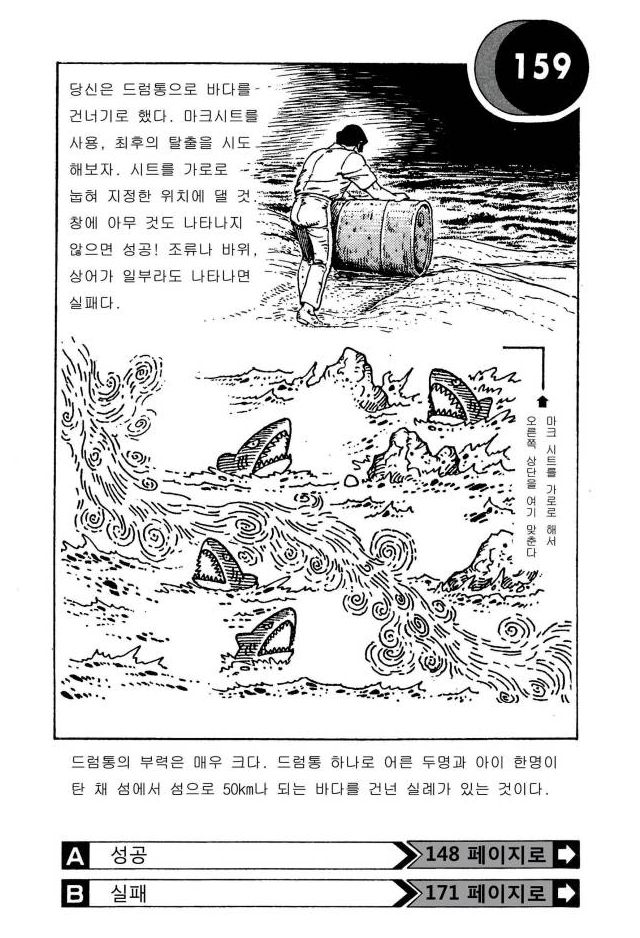 159
당신은 드럼통으로 바다를
건너기로 했다. 마크시트를
사용, 최후의 탈출을 시도
해보자. 시트를 가로로
눕혀 지정한 위치에 댈 것
창에 아무 것도 나타나지
않으면 성공! 조류나 바위,
상어가 일부라도 나타나면
실패다.
마크 시트를 가로로 해서
오른쪽 상단을 여기 맞춘다
드럼통의 부력은 매우 크다. 드럼통 하나로 어른 두명과 아이 한명이
탄 채 섬에서 섬으로 50km나 되는 바다를 건넌 실례가 있는 것이다.
A 성공 148 페이지로
B 실패 171 페이지로